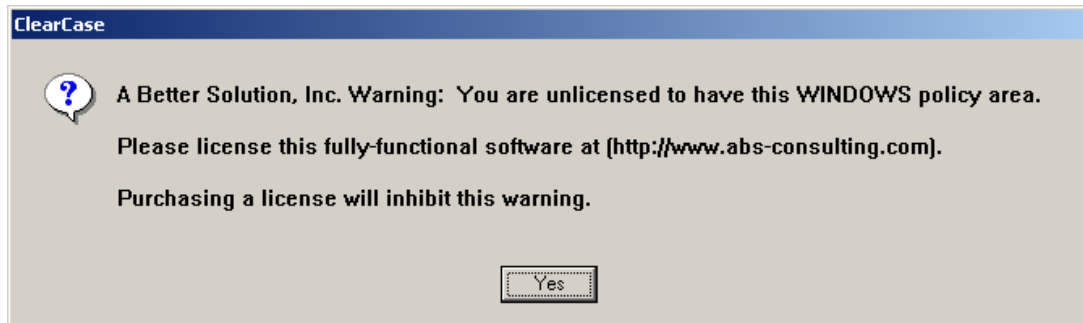 ClearCase
?
A Better Solution, Inc. Warning:  You are unlicensed to have this WINDOWS policy area.
Please license this fully-functional software at (http://www.abs-consulting.com).
Purchasing a license will inhibit this warning.
Yes